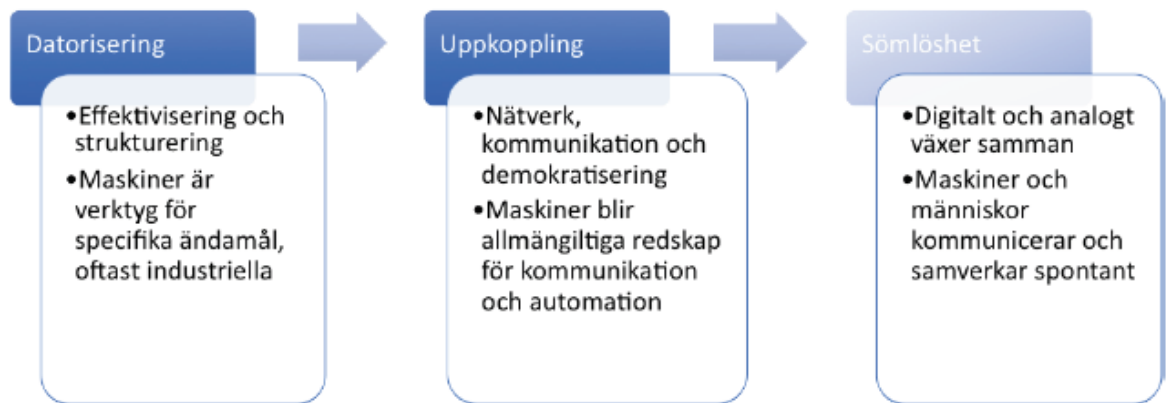 Datorisering
•Effektivisering och
strukturering
•Maskiner är
verktyg för
specifika ändamål,
oftast industriella
Uppkoppling
•Nätverk,
kommunikation och
demokratisering
•Maskiner blir
allmängiltiga redskap
för kommunikation
och automation
Sömlöshet
•Digitalt och analogt
växer samman
•Maskiner och
människor
kommunicerar och
samverkar spontant